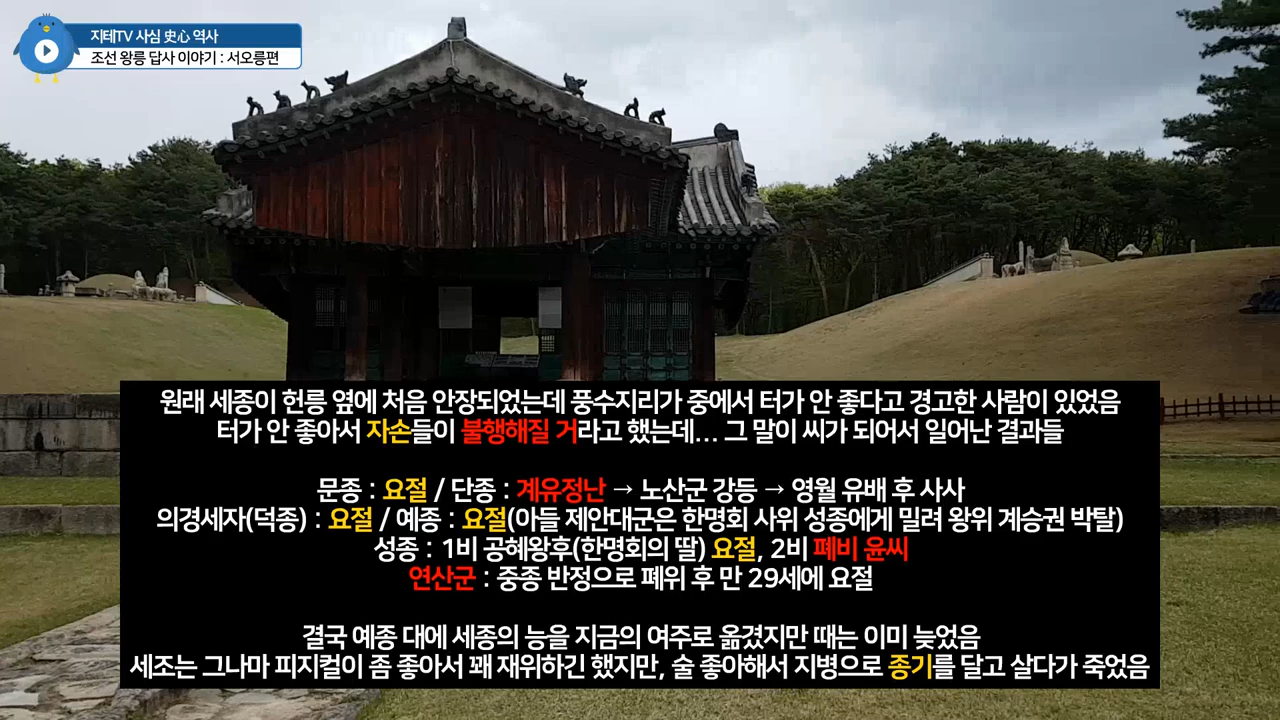 지테TV 사심 史心 역사
조선 왕릉 답사 이야기 : 서오릉편
원래 세종이 헌릉 옆에 처음 안장되었는데 풍수지리가 중에서 터가 안 좋다고 경고한 사람이 있었음
터가 안 좋아서 자손들이 불행해질 거라고 했는데... 그 말이 씨가 되어서 일어난 결과들
문종 : 요절 / 단종 : 계유정난 → 노산군 강등 → 영월 유배 후 사사
의경세자(덕종) : 요절 / 예종 : 요절(아들 제안대군은 한명회 사위 성종에게 밀려 왕위 계승권 박탈)
성종 : 1비 공혜왕후(한명회의 딸) 요절, 2비 폐비 윤씨
연산군 : 중종 반정으로 폐위 후 만 29세에 요절
결국 예종 대에 세종의 능을 지금의 여주로 옮겼지만 때는 이미 늦었음
세조는 그나마 피지컬이 좀 좋아서 꽤 재위하긴 했지만, 술 좋아해서 지병으로 종기를 달고 살다가 죽었음